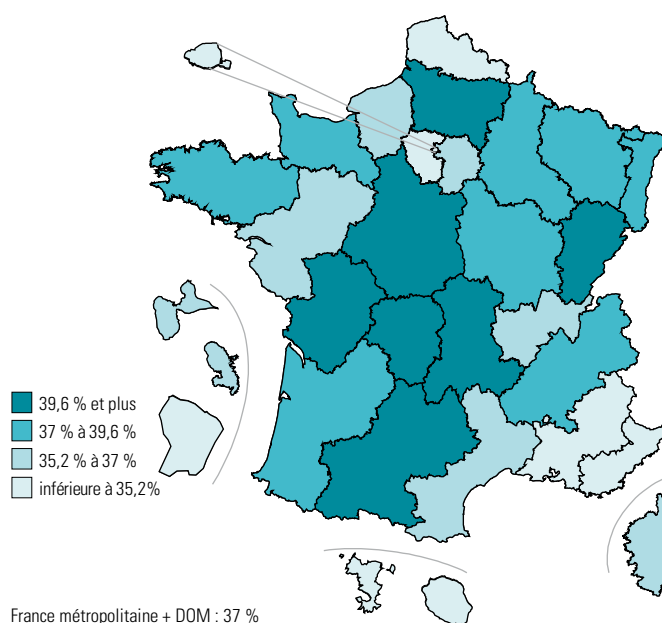 39,6 % et plus
37 % à 39,6 %
35,2 % à 37 %
inférieure à 35,2%
France métropolitaine + DOM : 37 %